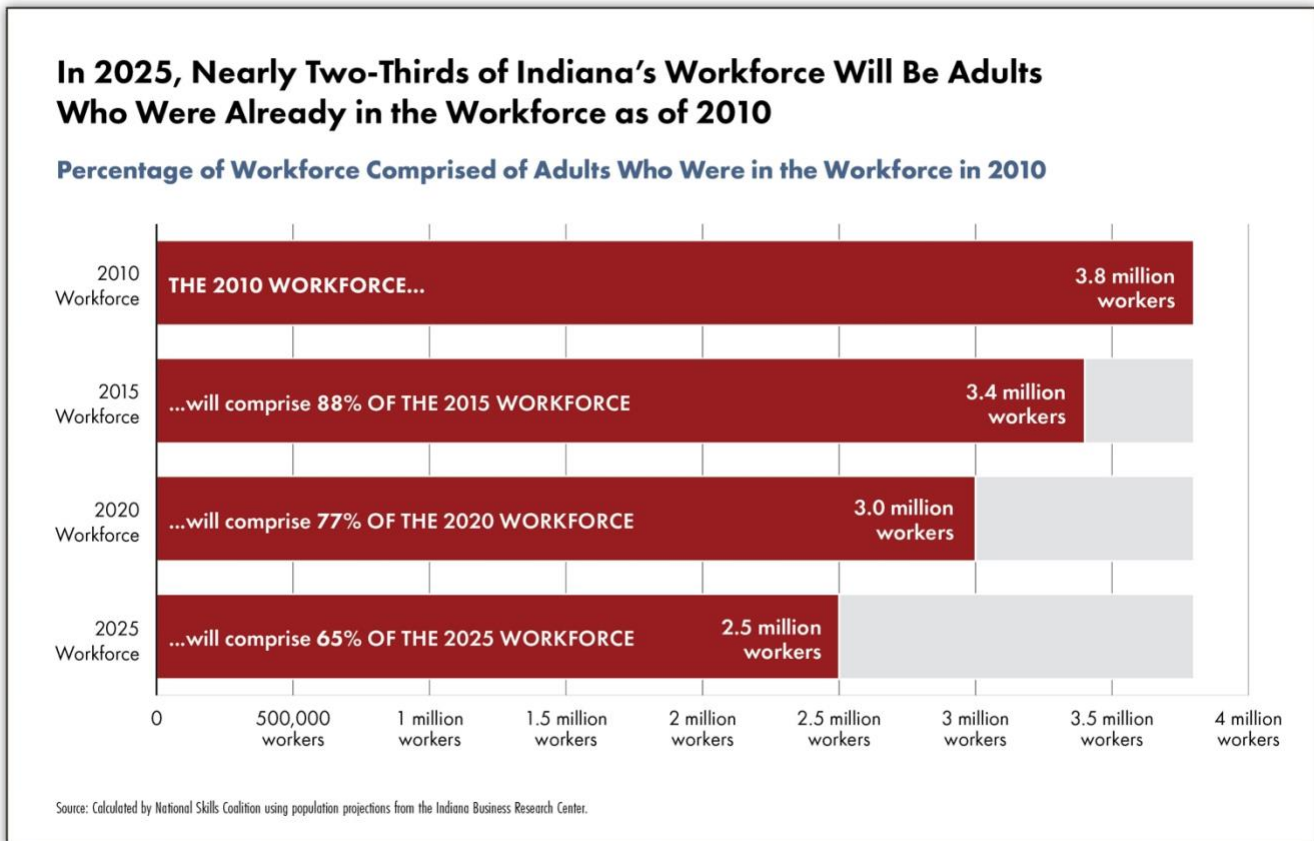 In 2025, Nearly Two-Thirds of Indiana’s Workforce Will Be Adults
Who Were Already in the Workforce as of 2010
Percentage of Workforce Comprised of Adults Who Were in the Workforce in 2010
2010
Workforce
THE 2010 WORKFORCE...
3.8 million
workers
2015
Workforce
...will comprise 88% OF THE 2015 WORKFORCE
3.4 million
workers
2020
Workforce
...will comprise 77% OF THE 2020 WORKFORCE
3.0 million
workers
2025
Workforce
...will comprise 65% OF THE 2025 WORKFORCE
2.5 million
workers
0
500,000
workers
1 million
workers
1.5 million
workers
2 million
workers
2.5 million
workers
3 million
workers
3.5 million
workers
4 million
workers
Source: Calculated by National Skills Coalition using population projections from the Indiana Business Research Center.